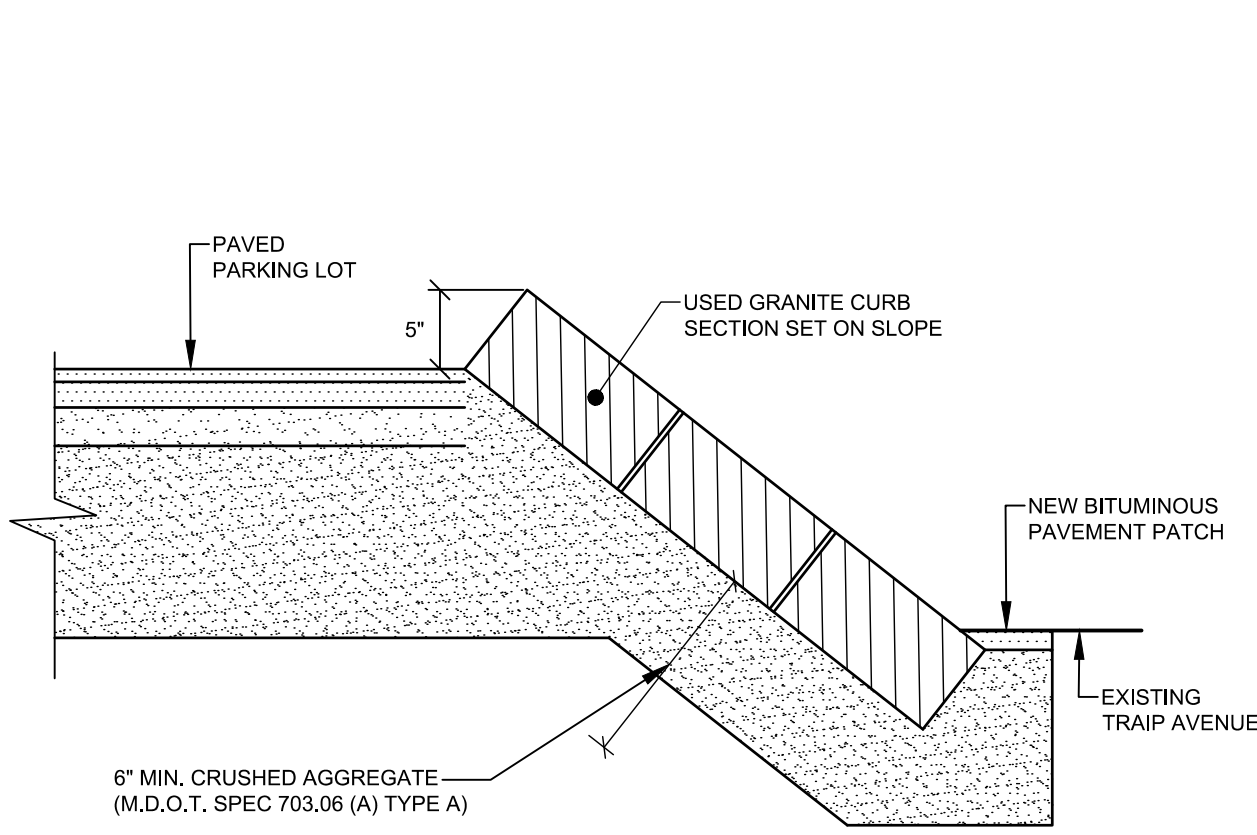 PAVED
PARKING LOT
5"
USED GRANITE CURB
SECTION SET ON SLOPE
NEW BITUMINOUS
PAVEMENT PATCH
EXISTING
TRAIP AVENUE
6" MIN. CRUSHED AGGREGATE
(M.D.O.T. SPEC 703.06 (A) TYPE A)